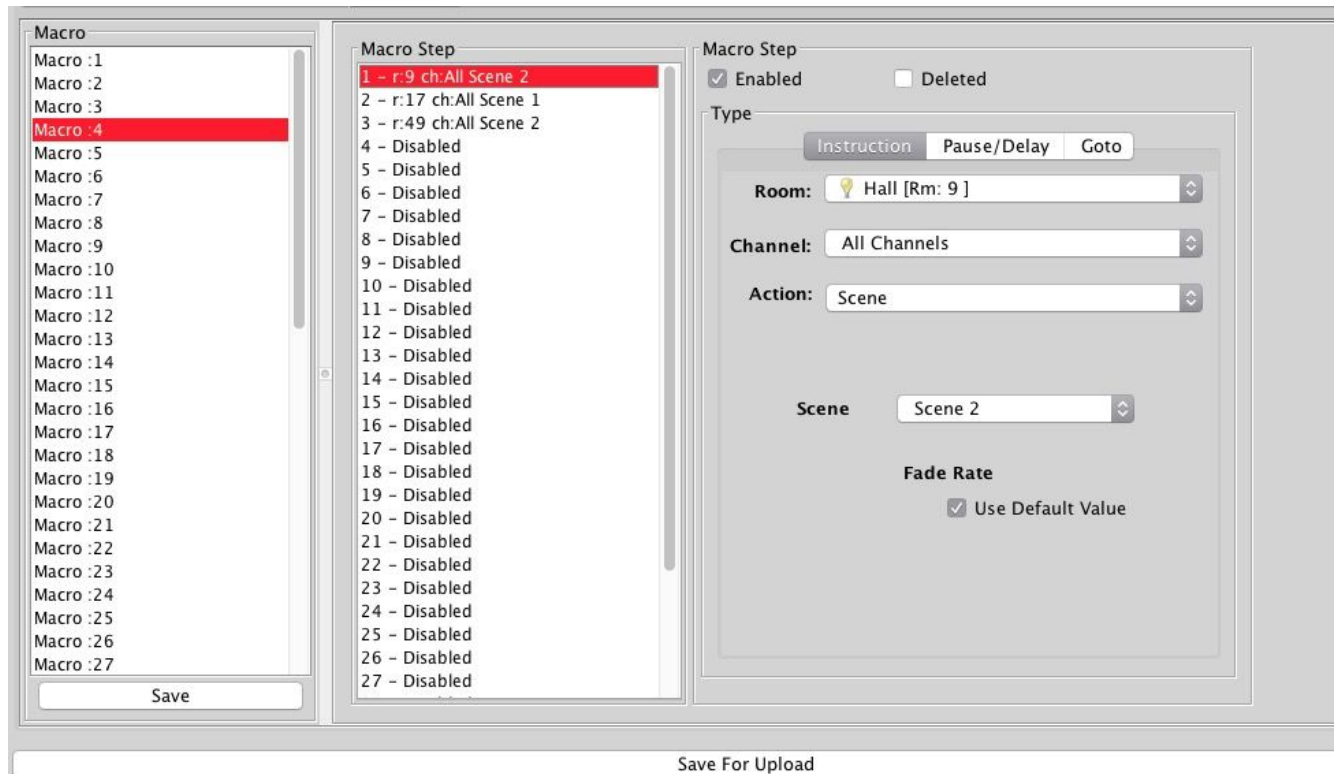 Macro
Macro :1
Macro :2
Macro :3
Macro :4
Macro :5
Macro :6
Macro :7
Macro :8
Macro :9
Macro :10
Macro :11
Macro :12
Macro :13
Macro :14
Macro :15
Macro :16
Macro :17
Macro :18
Macro :19
Macro :20
Macro :21
Macro :22
Macro :23
Macro :24
Macro :25
Macro :26
Macro :27
Save
Macro Step
1 - r:9 ch:All Scene 2
2 - r:17 ch:All Scene 1
3 - r:49 ch:All Scene 2
4 - Disabled
5 - Disabled
6 - Disabled
7 - Disabled
8 - Disabled
9 - Disabled
10 - Disabled
11 - Disabled
12 - Disabled
13 - Disabled
14 - Disabled
15 - Disabled
16 - Disabled
17 - Disabled
18 - Disabled
19 - Disabled
20 - Disabled
21 - Disabled
22 - Disabled
23 - Disabled
24 - Disabled
25 - Disabled
26 - Disabled
27 - Disabled
Macro Step
Enabled Deleted
Type
Instruction Pause/Delay Goto
Room: Hall [Rm: 9 ]
Channel: All Channels
Action: Scene
Scene Scene 2
Fade Rate
Use Default Value
Save For Upload